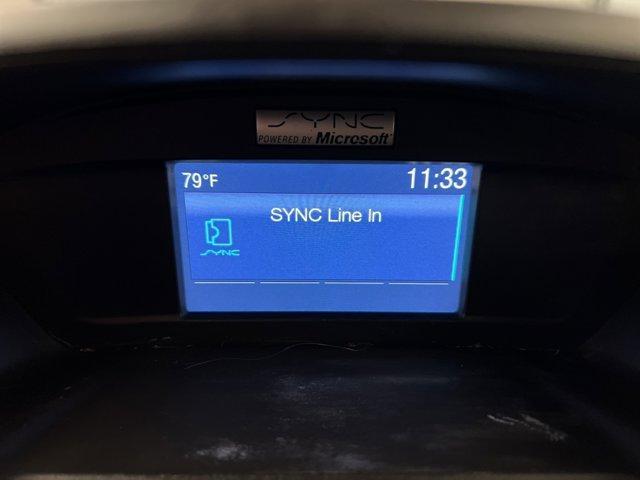 SYNC
POWERED BY Microsoft
79°F 11:33
SYNC Line In
SYNC